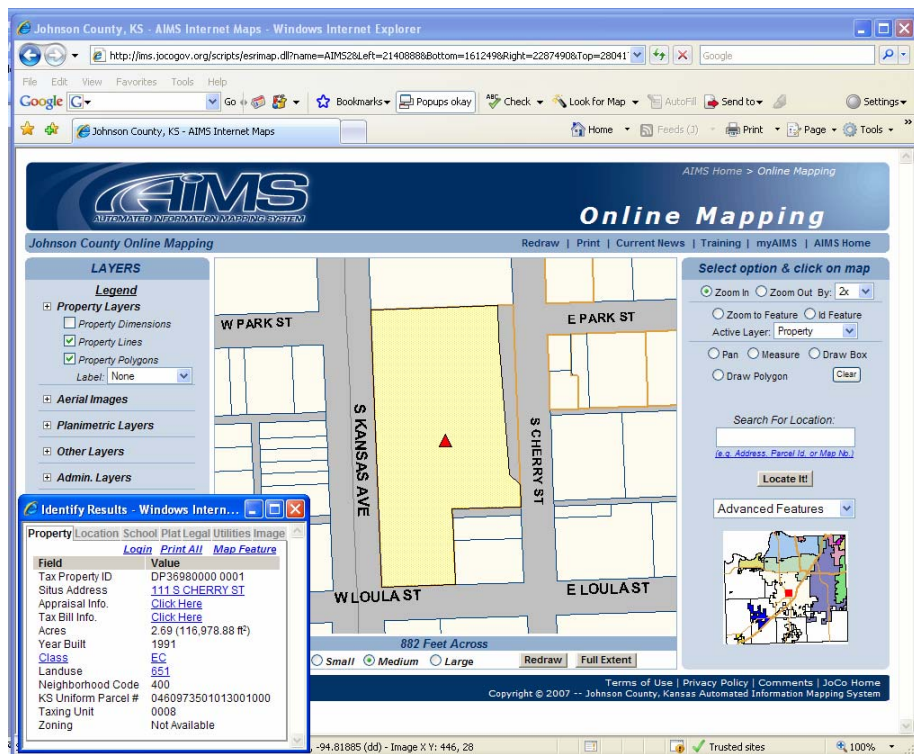 Johnson County, KS - AIMS Internet Maps - Windows Internet Explorer
http://ims.jocogov.org/scripts/esrimap.dll?name=AIMS2&Left=2140888&Bottom=161249&Right=2287490&Top=28041
Google
File Edit View Favorites Tools Help
Google G Go Bookmarks Popups okay ABC Check Look for Map AutoFill Send to Settings
Johnson County, KS - AIMS Internet Maps
Home Feeds (J) Print Page Tools »
AIMS
AUTOMATED INFORMATION MAPPING SYSTEM
AIMS Home > Online Mapping
Online Mapping
Johnson County Online Mapping
Redraw | Print | Current News | Training | myAIMS | AIMS Home
LAYERS
Legend
Property Layers
Property Dimensions
Property Lines
Property Polygons
Label: None
Aerial Images
Planimetric Layers
Other Layers
Admin. Layers
W PARK ST
E PARK ST
S KANSAS AVE
S CHERRY ST
W LOULA ST
E LOULA ST
882 Feet Across
Small Medium Large Redraw Full Extent
Select option & click on map
Zoom In Zoom Out By: 2x
Zoom to Feature Id Feature
Active Layer: Property
Pan Measure Draw Box
Draw Polygon Clear
Search For Location:
(e.g. Address, Parcel Id. or Map No.)
Locate It!
Advanced Features
Identify Results - Windows Intern...
Property Location School Plat Legal Utilities Image
Login Print All Map Feature
Field Value
Tax Property ID DP36980000 0001
Situs Address 111 S CHERRY ST
Appraisal Info. Click Here
Tax Bill Info. Click Here
Acres 2.69 (116,978.88 ft²)
Year Built 1991
Class EC
Landuse 651
Neighborhood Code 400
KS Uniform Parcel # 0460973501013001000
Taxing Unit 0008
Zoning Not Available
Terms of Use | Privacy Policy | Comments | JoCo Home
Copyright © 2007 -- Johnson County, Kansas Automated Information Mapping System
, -94.81885 (dd) - Image X Y: 446, 28
Trusted sites
100%